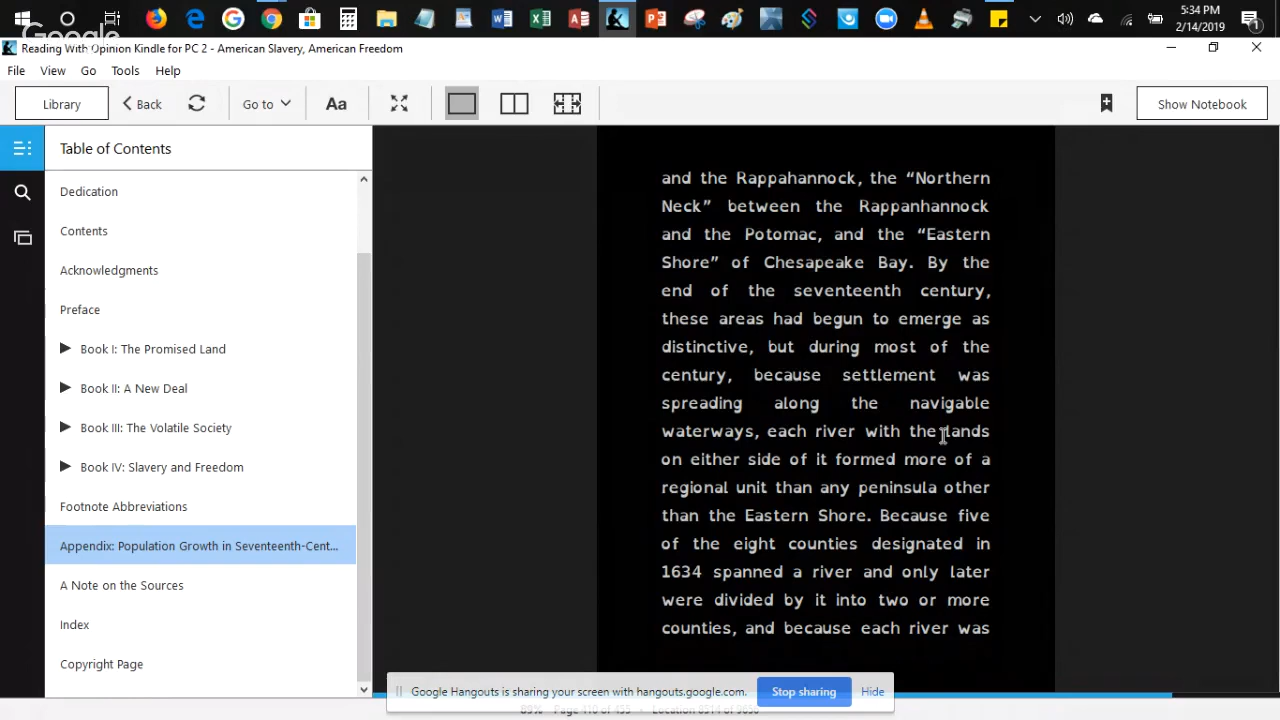 Google
5:34 PM
2/14/2019
Reading With Opinion Kindle for PC 2 - American Slavery, American Freedom
File View Go Tools Help
Library Back Go to Aa Show Notebook
Table of Contents
Dedication
Contents
Acknowledgments
Preface
Book I: The Promised Land
Book II: A New Deal
Book III: The Volatile Society
Book IV: Slavery and Freedom
Footnote Abbreviations
Appendix: Population Growth in Seventeenth-Cent...
A Note on the Sources
Index
Copyright Page
and the Rappahannock, the “Northern
Neck” between the Rappanhannock
and the Potomac, and the “Eastern
Shore” of Chesapeake Bay. By the
end of the seventeenth century,
these areas had begun to emerge as
distinctive, but during most of the
century, because settlement was
spreading along the navigable
waterways, each river with the lands
on either side of it formed more of a
regional unit than any peninsula other
than the Eastern Shore. Because five
of the eight counties designated in
1634 spanned a river and only later
were divided by it into two or more
counties, and because each river was
Google Hangouts is sharing your screen with hangouts.google.com. Stop sharing Hide